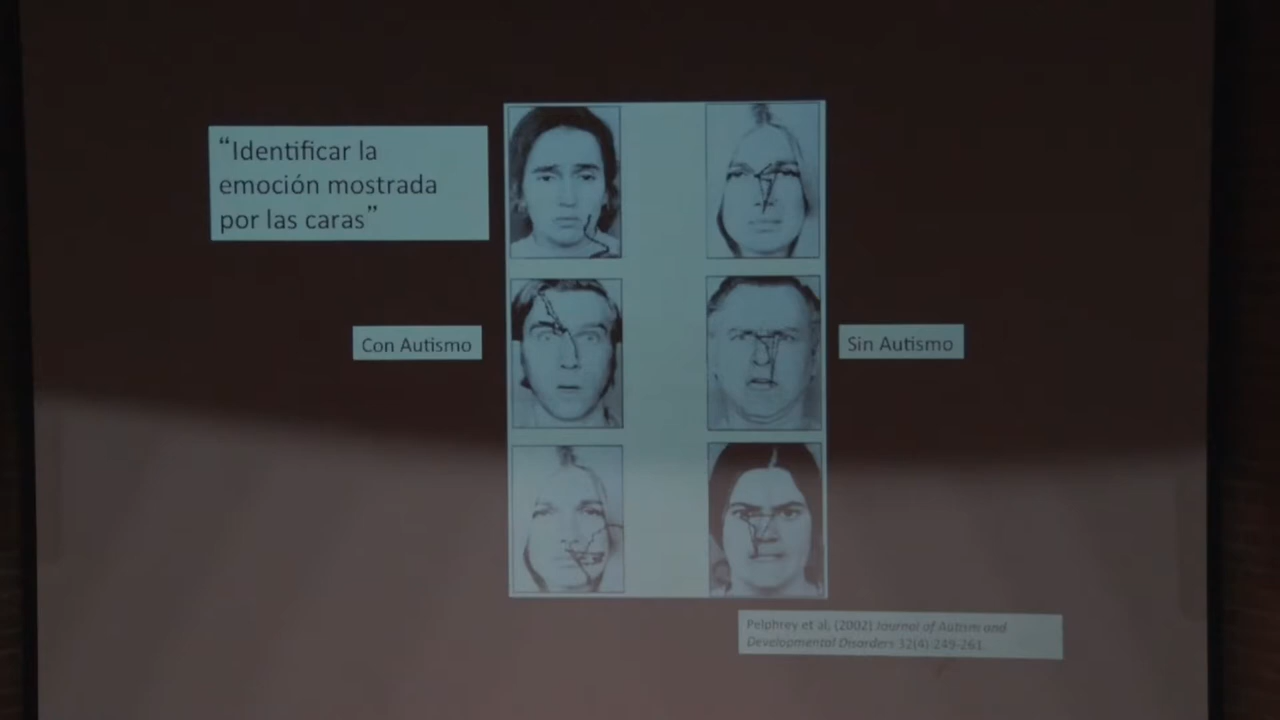 “Identificar la
emoción mostrada
por las caras”
Con Autismo
Sin Autismo
Pelphrey et al, (2002) Journal of Autism and
Developmental Disorders 32(4) 249-261